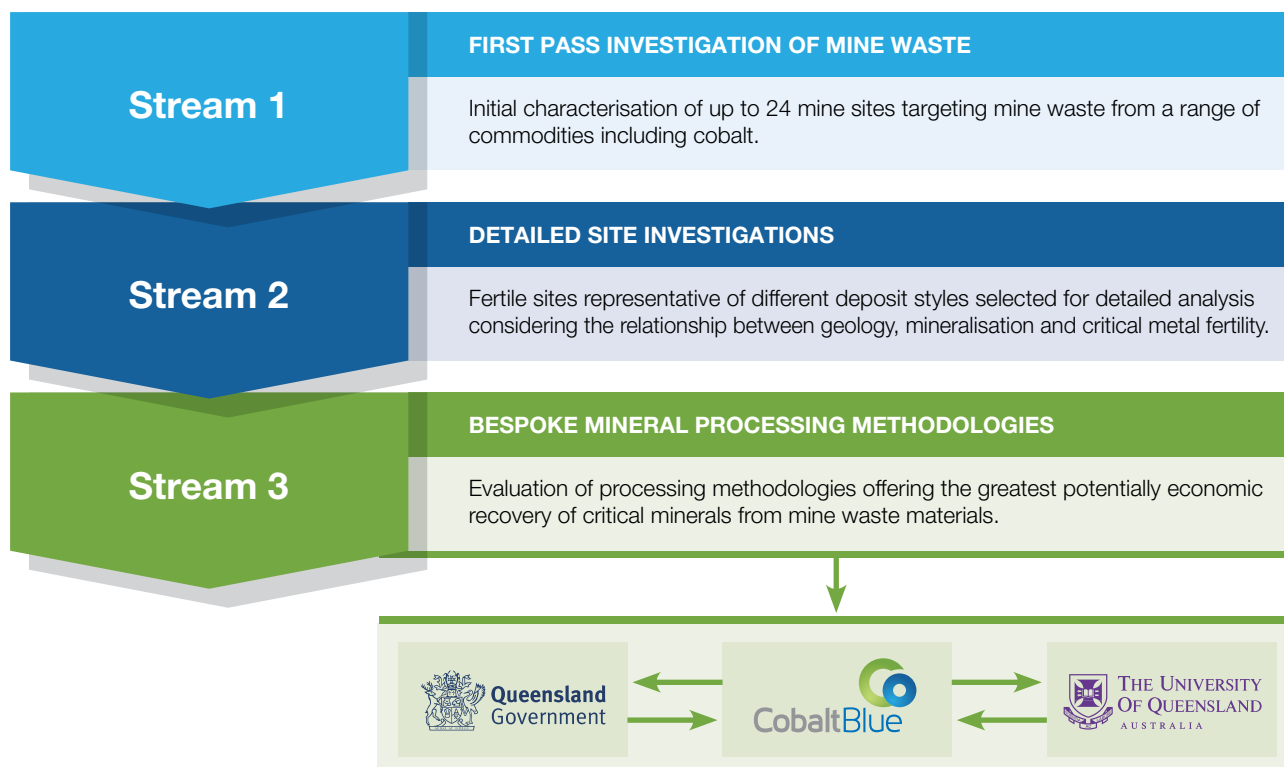 Stream 1
FIRST PASS INVESTIGATION OF MINE WASTE
Initial characterisation of up to 24 mine sites targeting mine waste from a range of
commodities including cobalt.
Stream 2
DETAILED SITE INVESTIGATIONS
Fertile sites representative of different deposit styles selected for detailed analysis
considering the relationship between geology, mineralisation and critical metal fertility.
Stream 3
BESPOKE MINERAL PROCESSING METHODOLOGIES
Evaluation of processing methodologies offering the greatest potentially economic
recovery of critical minerals from mine waste materials.
Queensland
Government
CobaltBlue
THE UNIVERSITY
OF QUEENSLAND
AUSTRALIA